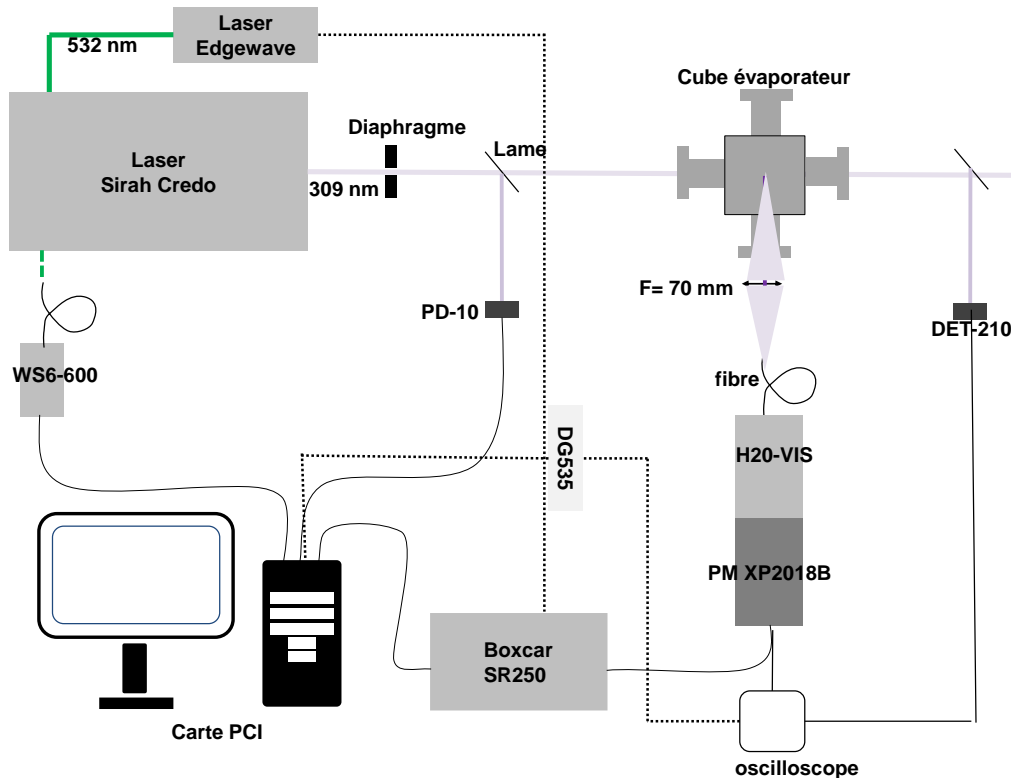 Laser
Edgewave
532 nm
Cube évaporateur
Diaphragme
Lame
Laser
Sirah Credo
309 nm
F= 70 mm
PD-10
DET-210
WS6-600
fibre
DG535
H20-VIS
PM XP2018B
Boxcar
SR250
Carte PCI
oscilloscope